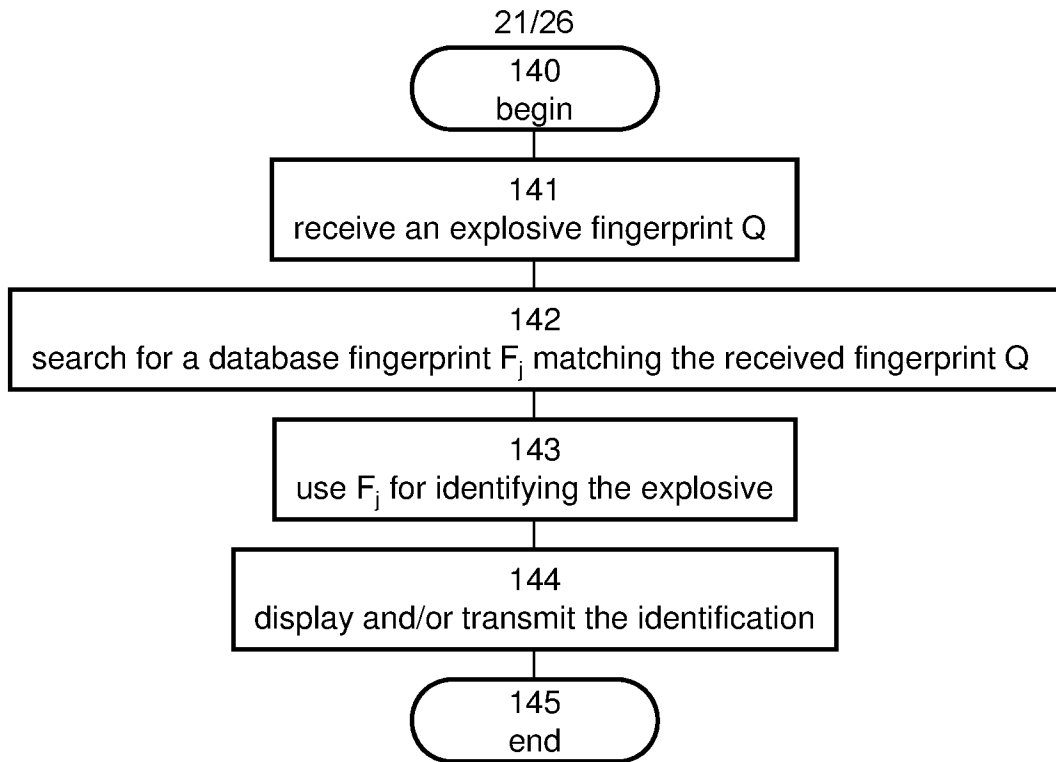 21/26
140
begin
141
receive an explosive fingerprint Q
142
search for a database fingerprint Fj matching the received fingerprint Q
143
use Fj for identifying the explosive
144
display and/or transmit the identification
145
end